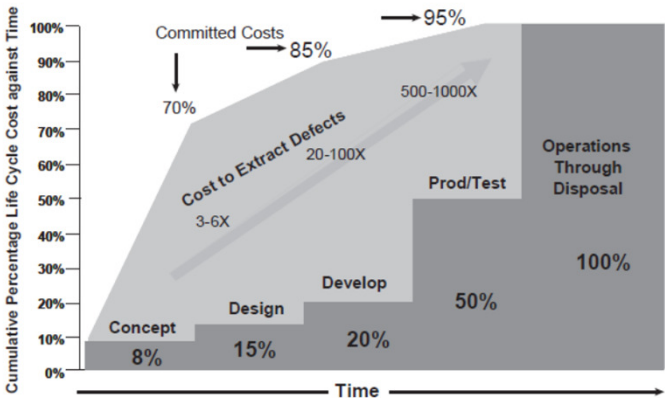 Cumulative Percentage Life Cycle Cost against Time
100%
90%
80%
70%
60%
50%
40%
30%
20%
10%
0%
Committed Costs
70%
85%
95%
Cost to Extract Defects
3-6X
20-100X
500-1000X
Concept
8%
Design
15%
Develop
20%
Prod/Test
50%
Operations
Through
Disposal
100%
Time